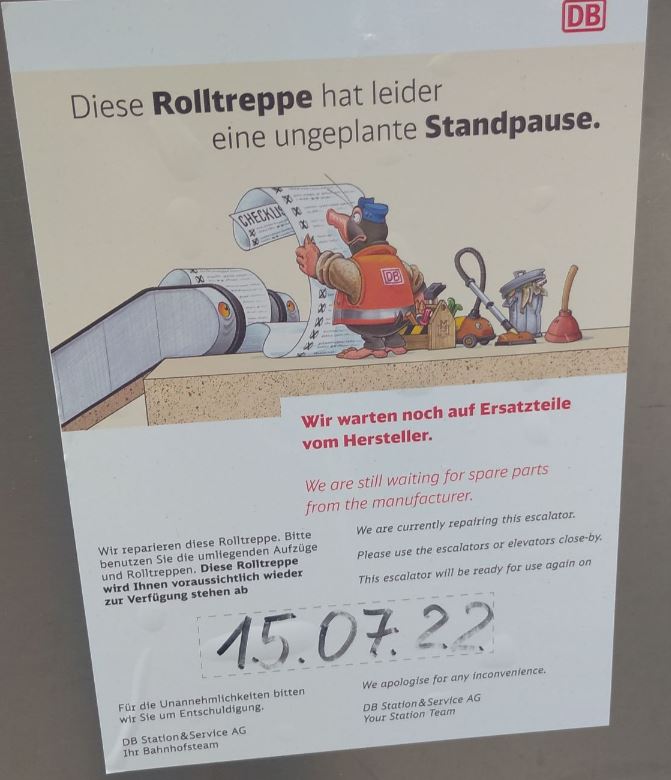 DB
Diese Rolltreppe hat leider
eine ungeplante Standpause.
CHECKLIS
DB
Wir warten noch auf Ersatzteile
vom Hersteller.
We are still waiting for spare parts
from the manufacturer.
Wir reparieren diese Rolltreppe. Bitte
benutzen Sie die umliegenden Aufzüge
und Rolltreppen. Diese Rolltreppe
wird Ihnen voraussichtlich wieder
zur Verfügung stehen ab
We are currently repairing this escalator.
Please use the escalators or elevators close-by.
This escalator will be ready for use again on
15.07.22
Für die Unannehmlichkeiten bitten
wir Sie um Entschuldigung.
DB Station&Service AG
Ihr Bahnhofsteam
We apologise for any inconvenience.
DB Station&Service AG
Your Station Team